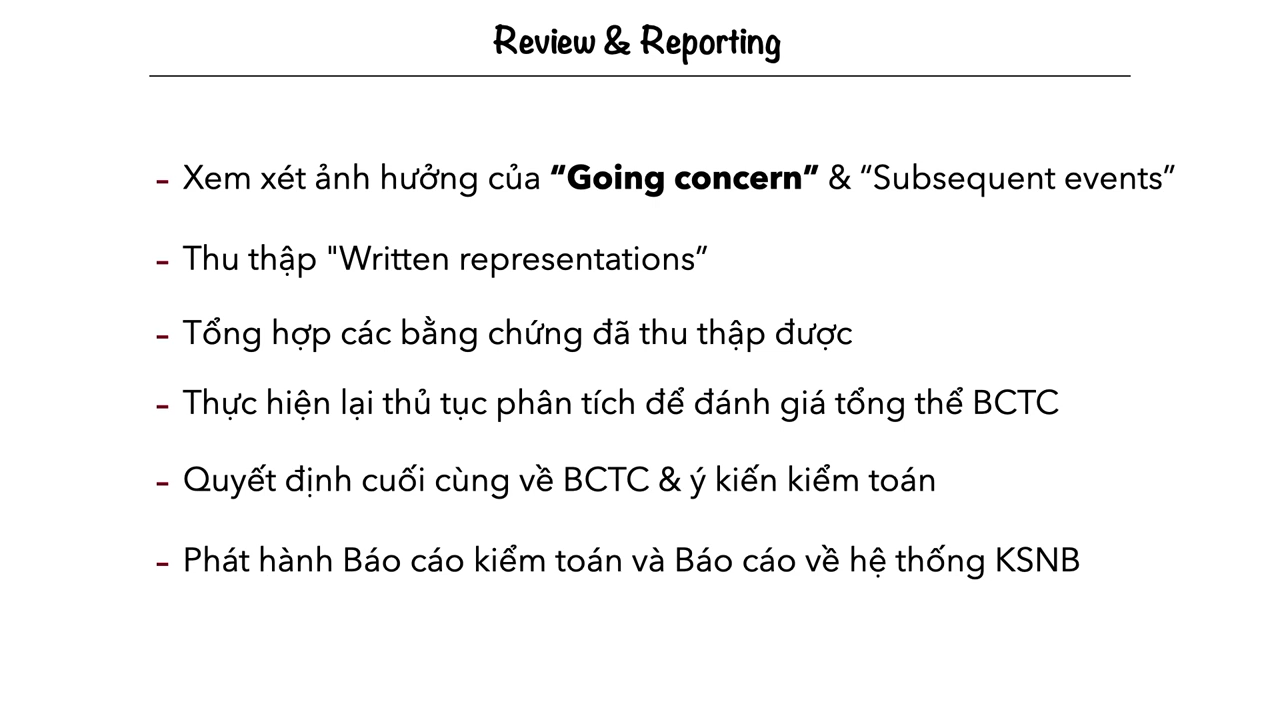 Review & Reporting
- Xem xét ảnh hưởng của “Going concern” & “Subsequent events”
- Thu thập "Written representations”
- Tổng hợp các bằng chứng đã thu thập được
- Thực hiện lại thủ tục phân tích để đánh giá tổng thể BCTC
- Quyết định cuối cùng về BCTC & ý kiến kiểm toán
- Phát hành Báo cáo kiểm toán và Báo cáo về hệ thống KSNB